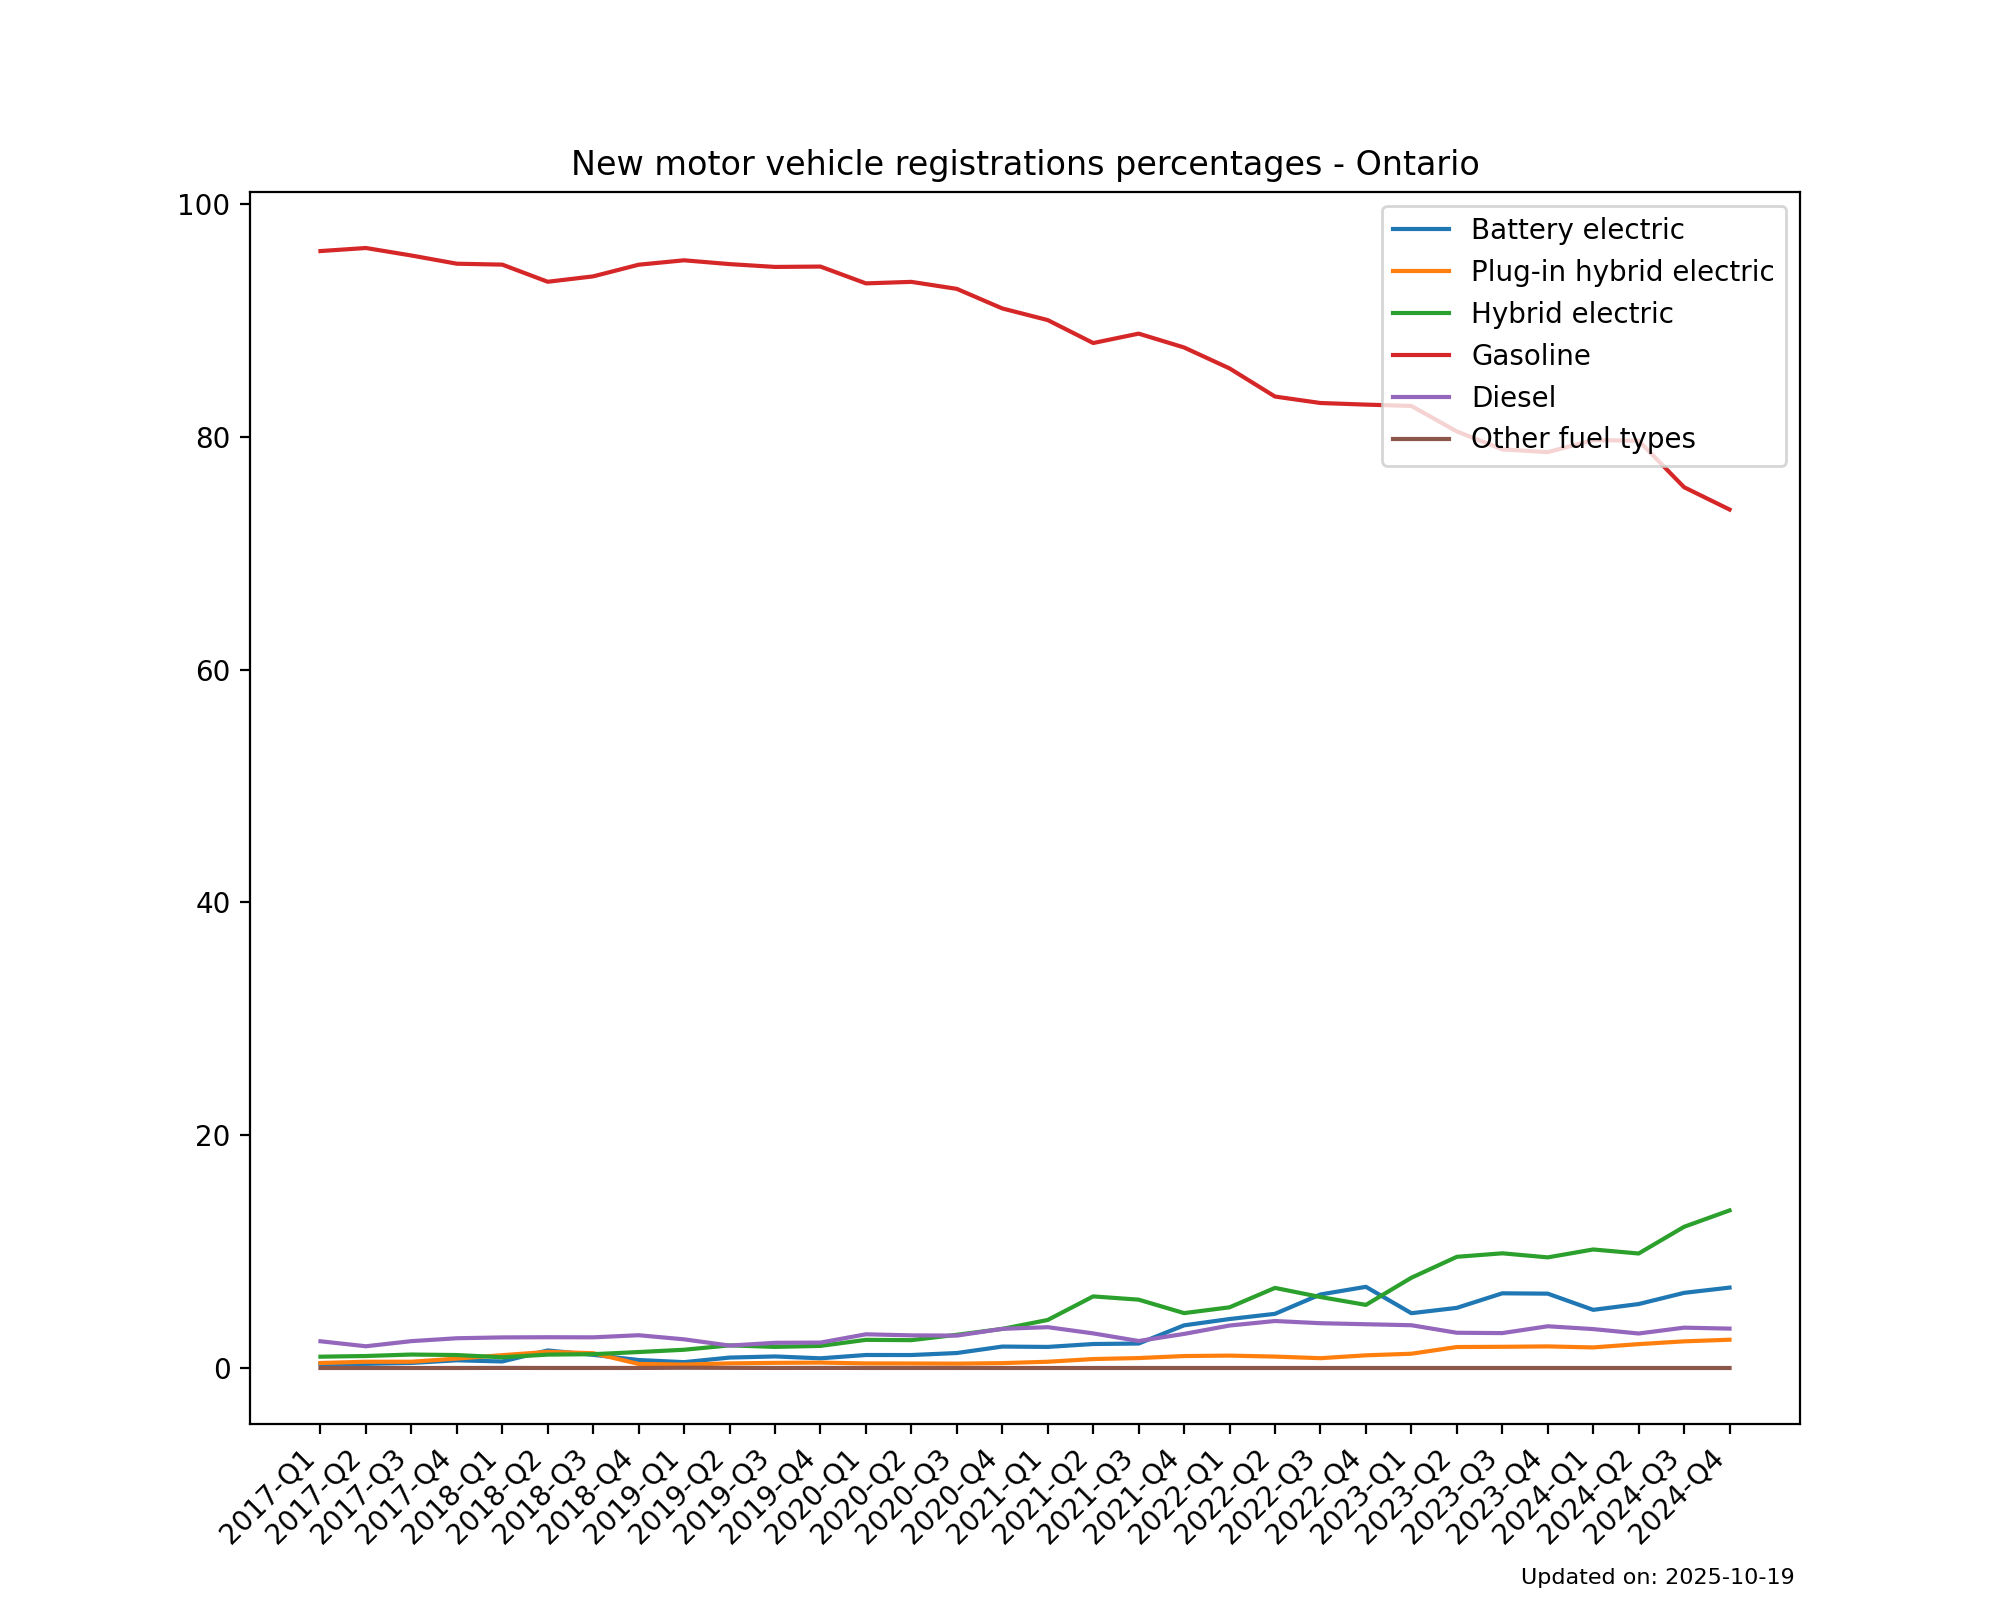 New motor vehicle registrations percentages - Ontario
100
80
60
40
20
0
Battery electric
Plug-in hybrid electric
Hybrid electric
Gasoline
Diesel
Other fuel types
2017-Q1
2017-Q2
2017-Q3
2017-Q4
2018-Q1
2018-Q2
2018-Q3
2018-Q4
2019-Q1
2019-Q2
2019-Q3
2019-Q4
2020-Q1
2020-Q2
2020-Q3
2020-Q4
2021-Q1
2021-Q2
2021-Q3
2021-Q4
2022-Q1
2022-Q2
2022-Q3
2022-Q4
2023-Q1
2023-Q2
2023-Q3
2023-Q4
2024-Q1
2024-Q2
2024-Q3
2024-Q4
Updated on: 2025-10-19